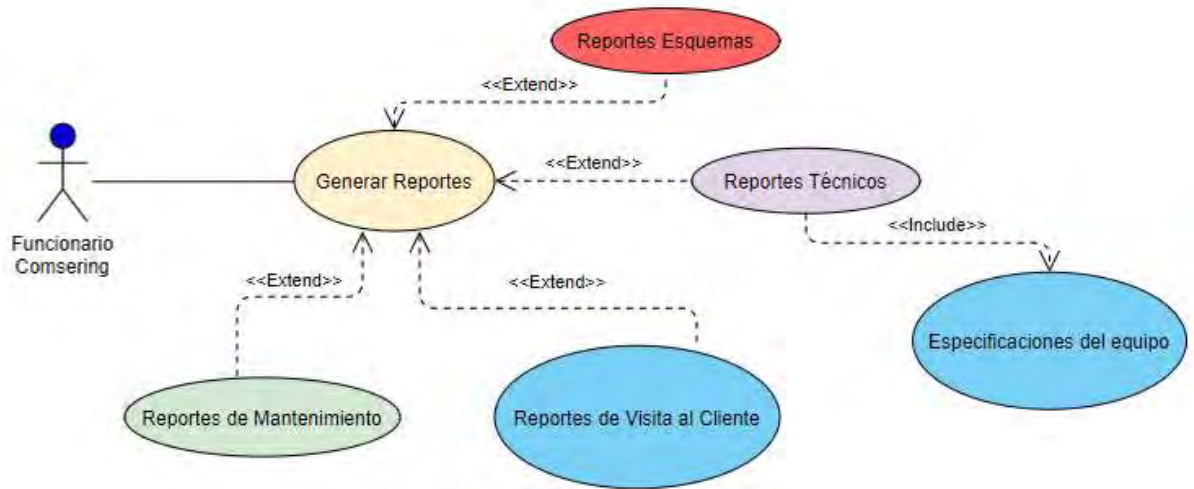 Reportes Esquemas
<<Extend>>
<<Extend>>
Generar Reportes
Reportes Técnicos
<<Include>>
Funcionario
Comsering
<<Extend>>
<<Extend>>
Especificaciones del equipo
Reportes de Mantenimiento
Reportes de Visita al Cliente